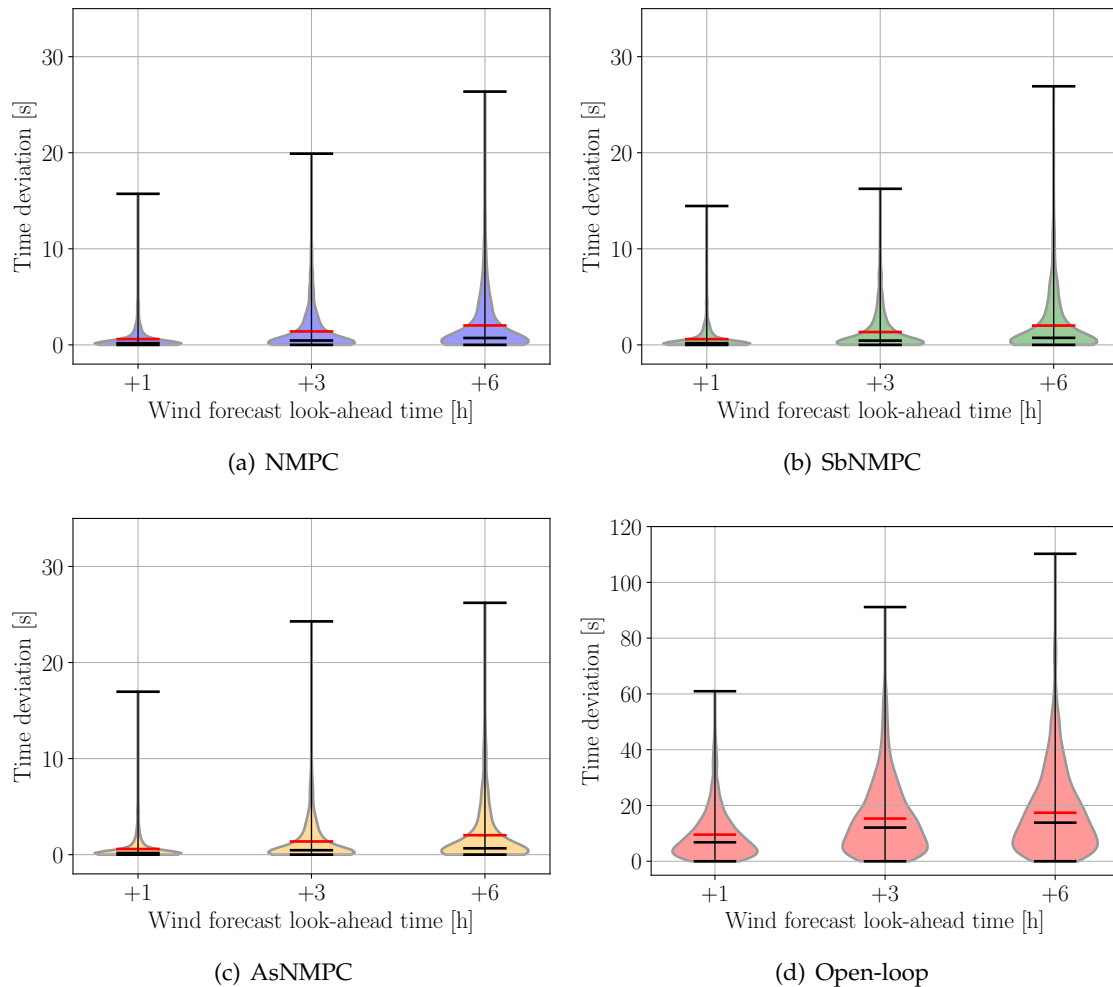 30
20
10
0
Time deviation [s]
+1
+3
+6
Wind forecast look-ahead time [h]
(a) NMPC
30
20
10
0
Time deviation [s]
+1
+3
+6
Wind forecast look-ahead time [h]
(b) SbNMPC
30
20
10
0
Time deviation [s]
+1
+3
+6
Wind forecast look-ahead time [h]
(c) AsNMPC
120
100
80
60
40
20
0
Time deviation [s]
+1
+3
+6
Wind forecast look-ahead time [h]
(d) Open-loop